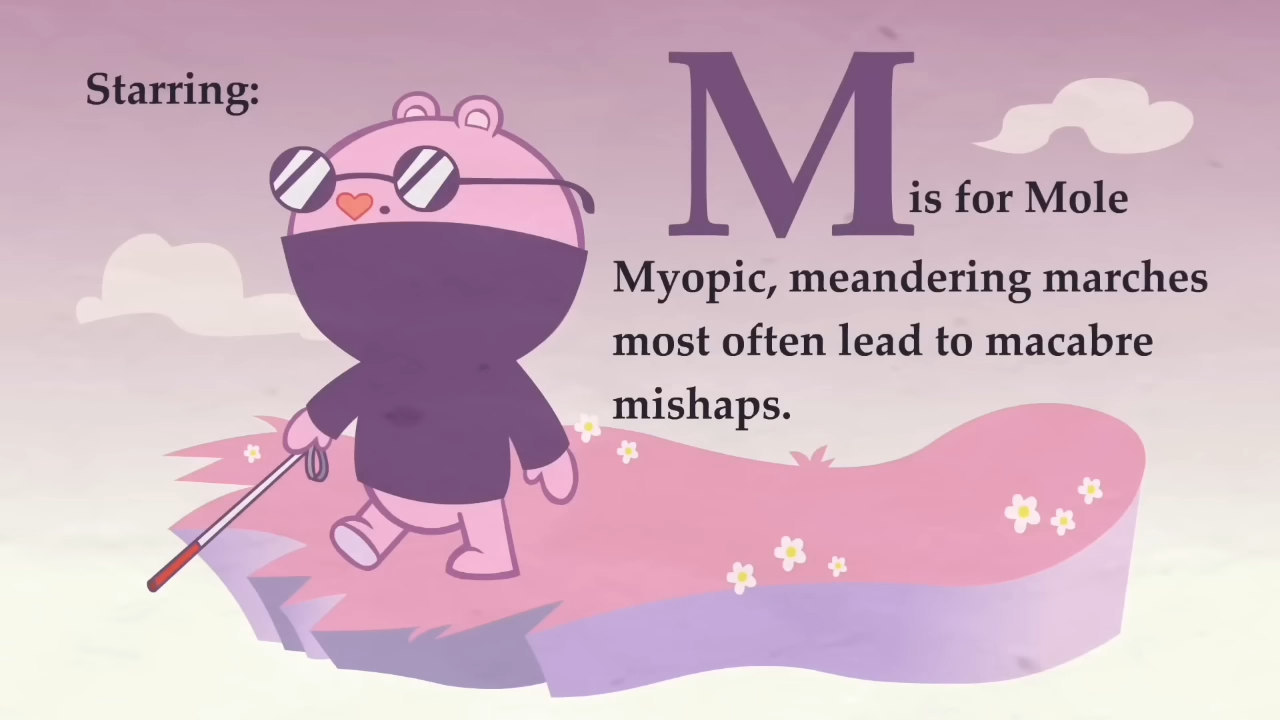 Starring:
M is for Mole
Myopic, meandering marches
most often lead to macabre
mishaps.